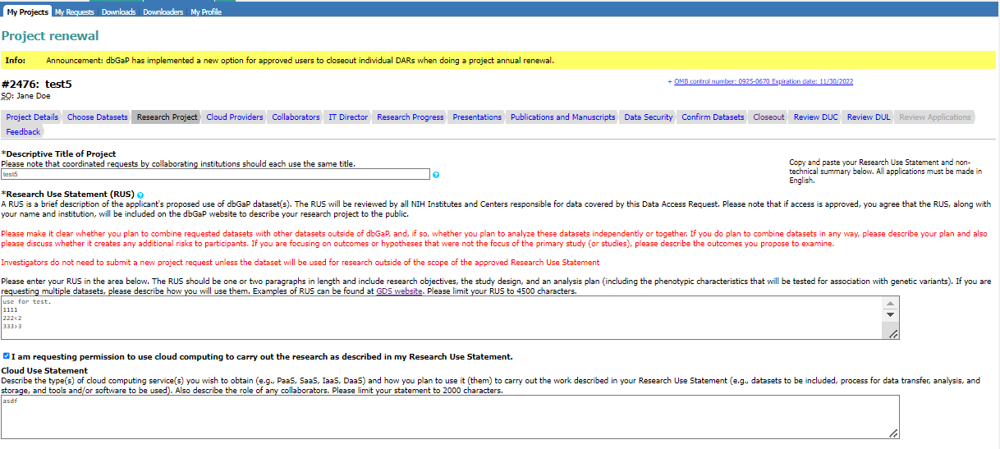 My Projects My Requests Downloads Downloaders My Profile
Project renewal
Info: Announcement: dbGaP has implemented a new option for approved users to closeout individual DARs when doing a project annual renewal.
#2476: test5
+ OMB control number: 0925-0670 Expiration date: 11/30/2022
SO: Jane Doe
Project Details Choose Datasets Research Project Cloud Providers Collaborators IT Director Research Progress Presentations Publications and Manuscripts Data Security Confirm Datasets Closeout Review DUC Review DUL Review Applications
Feedback
*Descriptive Title of Project
Please note that coordinated requests by collaborating institutions should each use the same title.
test5 ?
Copy and paste your Research Use Statement and non-
technical summary below. All applications must be made in
English.
*Research Use Statement (RUS) ?
A RUS is a brief description of the applicant's proposed use of dbGaP dataset(s). The RUS will be reviewed by all NIH Institutes and Centers responsible for data covered by this Data Access Request. Please note that if access is approved, you agree that the RUS, along with
your name and institution, will be included on the dbGaP website to describe your research project to the public.
Please make it clear whether you plan to combine requested datasets with other datasets outside of dbGaP, and, if so, whether you plan to analyze these datasets independently or together. If you do plan to combine datasets in any way, please describe your plan and also
please discuss whether it creates any additional risks to participants. If you are focusing on outcomes or hypotheses that were not the focus of the primary study (or studies), please describe the outcomes you propose to examine.
Investigators do not need to submit a new project request unless the dataset will be used for research outside of the scope of the approved Research Use Statement
Please enter your RUS in the area below. The RUS should be one or two paragraphs in length and include research objectives, the study design, and an analysis plan (including the phenotypic characteristics that will be tested for association with genetic variants). If you are
requesting multiple datasets, please describe how you will use them. Examples of RUS can be found at GDS website. Please limit your RUS to 4500 characters.
use for test.
1111
222<2
333>3
I am requesting permission to use cloud computing to carry out the research as described in my Research Use Statement.
Cloud Use Statement
Describe the type(s) of cloud computing service(s) you wish to obtain (e.g., PaaS, SaaS, IaaS, DaaS) and how you plan to use it (them) to carry out the work described in your Research Use Statement (e.g., datasets to be included, process for data transfer, analysis, and
storage, and tools and/or software to be used). Also describe the role of any collaborators. Please limit your statement to 2000 characters.
asdf